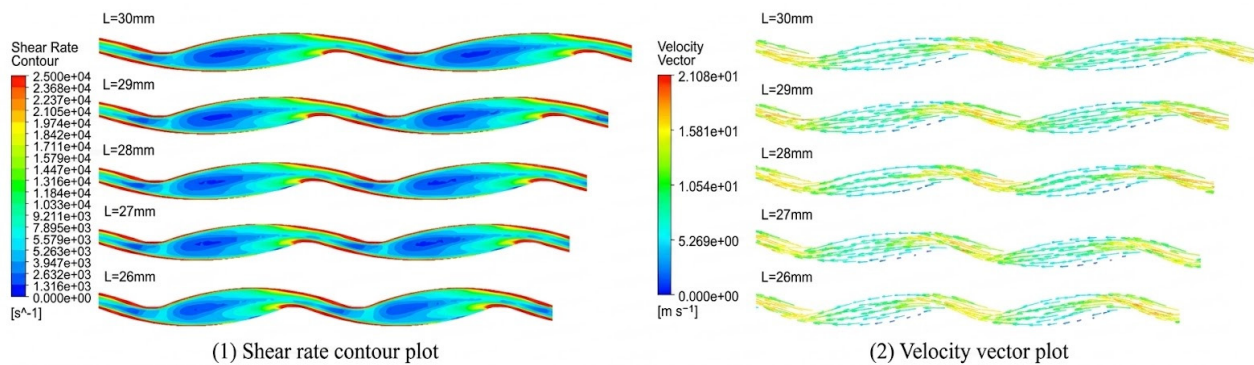 L=30mm
Shear Rate
Contour
2.500e+04
2.368e+04
2.237e+04
2.105e+04
1.974e+04
1.842e+04
1.711e+04
1.579e+04
1.447e+04
1.316e+04
1.184e+04
1.033e+04
9.211e+03
7.895e+03
5.579e+03
5.263e+03
3.947e+03
2.632e+03
1.316e+03
0.000e+00
[s^-1]
L=29mm
L=28mm
L=27mm
L=26mm
(1) Shear rate contour plot
L=30mm
Velocity
Vector
2.108e+01
1.581e+01
1.054e+01
5.269e+00
0.000e+00
[m s⁻¹]
L=29mm
L=28mm
L=27mm
L=26mm
(2) Velocity vector plot